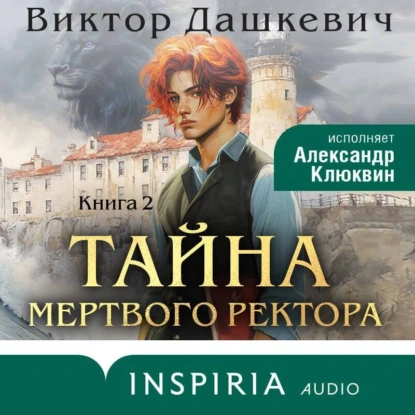 Виктор Дашкевич
исполняет
Александр
Клюквин
Книга 2
ТАЙНА
МЕРТВОГО РЕКТОРА
INSPIRIA AUDIO